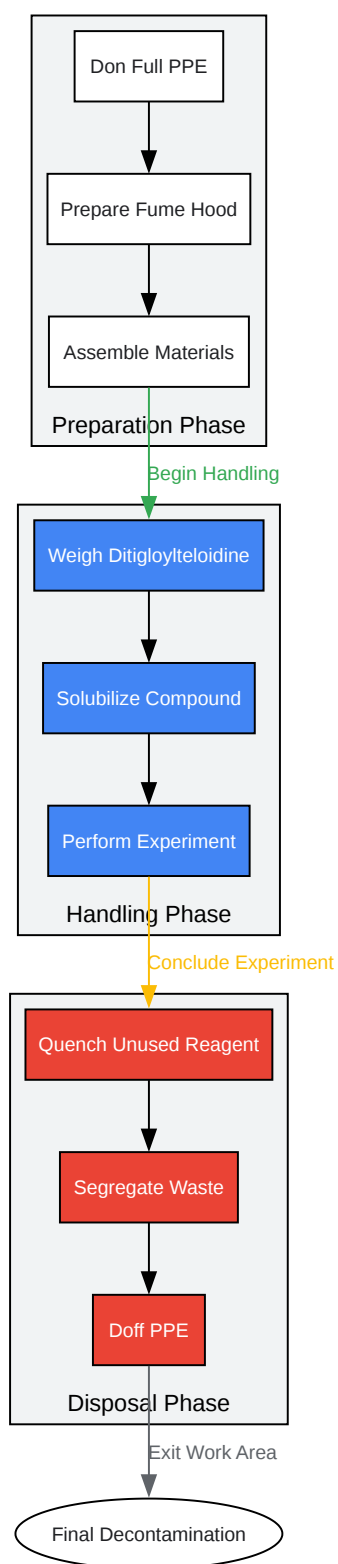 Don Full PPE
Prepare Fume Hood
Assemble Materials
Preparation Phase
Begin Handling
Weigh Ditigloylteloidine
Solubilize Compound
Perform Experiment
Handling Phase
Conclude Experiment
Quench Unused Reagent
Segregate Waste
Doff PPE
Disposal Phase
Exit Work Area
Final Decontamination